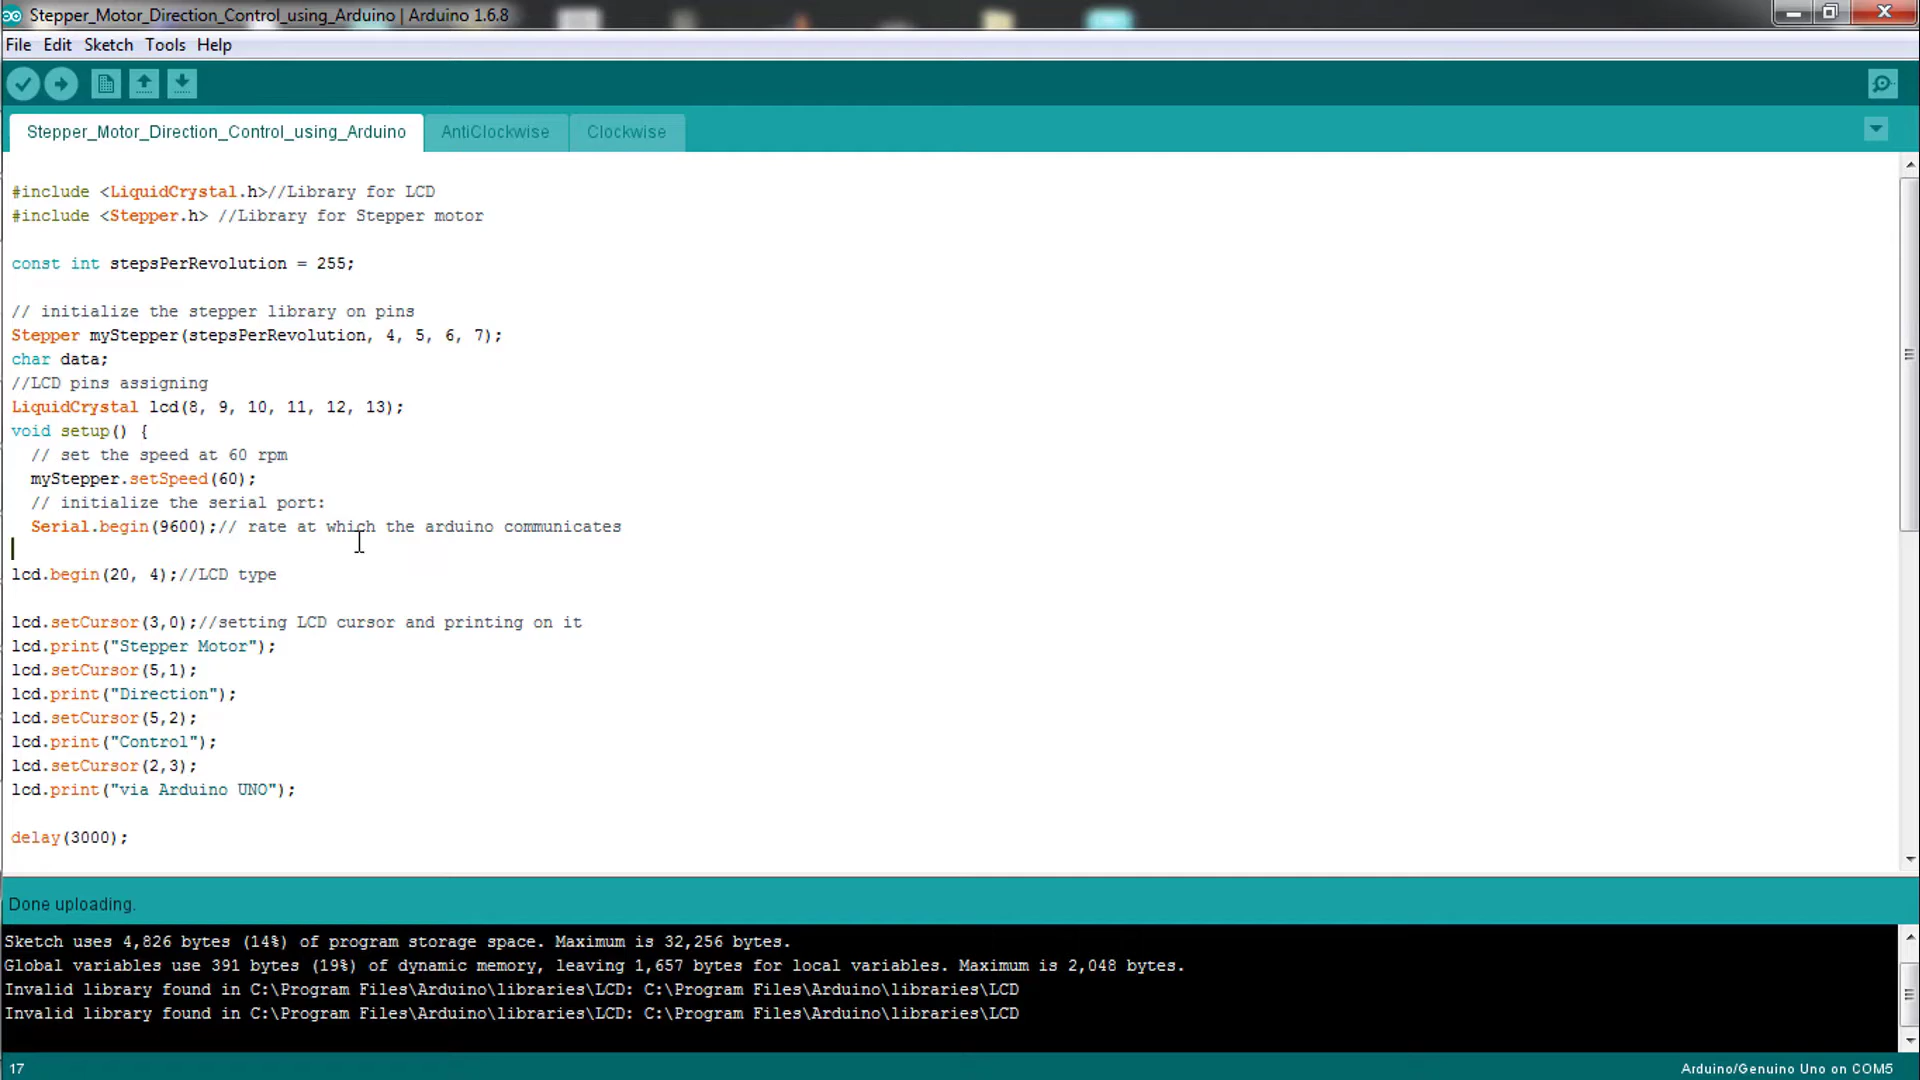 Stepper_Motor_Direction_Control_using_Arduino | Arduino 1.6.8
File Edit Sketch Tools Help
Stepper_Motor_Direction_Control_using_Arduino AntiClockwise Clockwise
#include <LiquidCrystal.h>//Library for LCD
#include <Stepper.h> //Library for Stepper motor
const int stepsPerRevolution = 255;
// initialize the stepper library on pins
Stepper myStepper(stepsPerRevolution, 4, 5, 6, 7);
char data;
//LCD pins assigning
LiquidCrystal lcd(8, 9, 10, 11, 12, 13);
void setup() {
// set the speed at 60 rpm
myStepper.setSpeed(60);
// initialize the serial port:
Serial.begin(9600);// rate at which the arduino communicates
lcd.begin(20, 4);//LCD type
lcd.setCursor(3,0);//setting LCD cursor and printing on it
lcd.print("Stepper Motor");
lcd.setCursor(5,1);
lcd.print("Direction");
lcd.setCursor(5,2);
lcd.print("Control");
lcd.setCursor(2,3);
lcd.print("via Arduino UNO");
delay(3000);
Done uploading.
Sketch uses 4,826 bytes (14%) of program storage space. Maximum is 32,256 bytes.
Global variables use 391 bytes (19%) of dynamic memory, leaving 1,657 bytes for local variables. Maximum is 2,048 bytes.
Invalid library found in C:\Program Files\Arduino\libraries\LCD: C:\Program Files\Arduino\libraries\LCD
Invalid library found in C:\Program Files\Arduino\libraries\LCD: C:\Program Files\Arduino\libraries\LCD
17 Arduino/Genuino Uno on COM5